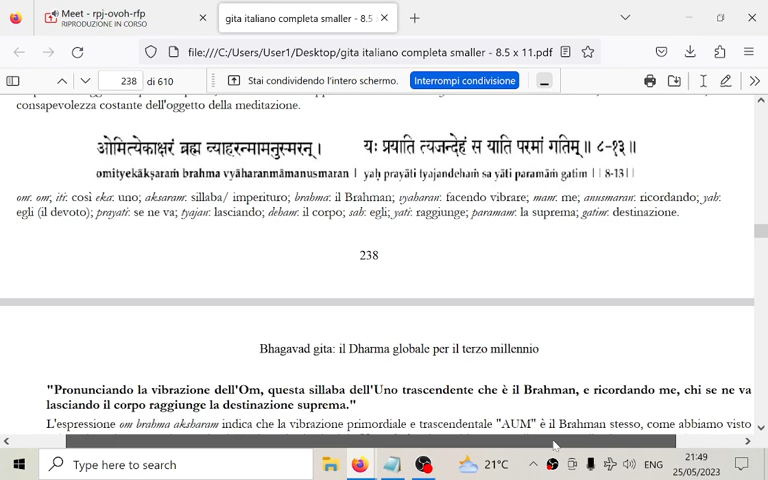 Meet - rpj-ovoh-rfp
RIPRODUZIONE IN CORSO
gita italiano completa smaller - 8.5
file:///C:/Users/User1/Desktop/gita italiano completa smaller - 8.5 x 11.pdf
238 di 610
Stai condividendo l'intero schermo.
Interrompi condivisione
consapevolezza costante dell'oggetto della meditazione.
ओमित्येकाक्षरं ब्रह्म व्याहरन्मामनुस्मरन्। यः प्रयाति त्यजन्देहं स याति परमां गतिम्॥ ८-१३॥
omityekākṣaraṁ brahma vyāharanmāmanusmaran | yaḥ prayāti tyajandehaṁ sa yāti paramāṁ gatim | | 8-13| |
om: om; iti: così eka: uno; aksaram: sillaba/ imperituro; brahma: il Brahman; vyaharan: facendo vibrare; mam: me; anusmaran: ricordando; yah:
egli (il devoto); prayati: se ne va; tyajan: lasciando; deham: il corpo; sah: egli; yati: raggiunge; paramam: la suprema; gatim: destinazione.
238
Bhagavad gita: il Dharma globale per il terzo millennio
"Pronunciando la vibrazione dell'Om, questa sillaba dell'Uno trascendente che è il Brahman, e ricordando me, chi se ne va
lasciando il corpo raggiunge la destinazione suprema."
L'espressione om brahma aksharam indica che la vibrazione primordiale e trascendentale "AUM" è il Brahman stesso, come abbiamo visto
Type here to search
21°C
ENG
21:49
25/05/2023